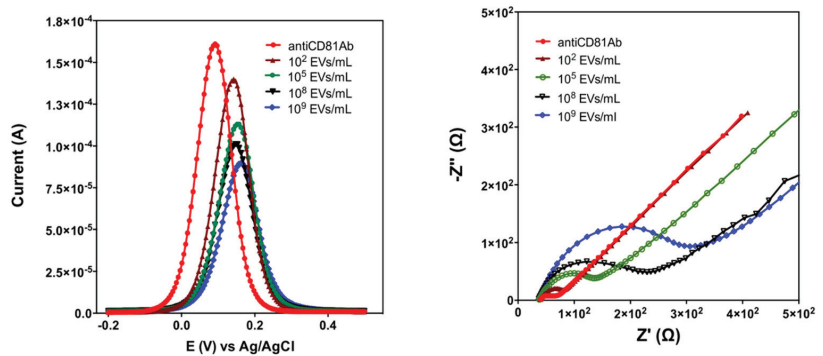 1.8×10⁻⁴
1.5×10⁻⁴
1.3×10⁻⁴
1.0×10⁻⁴
7.5×10⁻⁵
5.0×10⁻⁵
2.5×10⁻⁵
0.0
-0.2
0.0
0.2
0.4
Current (A)
E (V) vs Ag/AgCl
antiCD81Ab
10² EVs/mL
10⁵ EVs/mL
10⁸ EVs/mL
10⁹ EVs/mL
5×10²
4×10²
3×10²
2×10²
1×10²
0
1×10²
2×10²
3×10²
4×10²
5×10²
-Z" (Ω)
Z' (Ω)
antiCD81Ab
10² EVs/mL
10⁵ EVs/mL
10⁸ EVs/mL
10⁹ EVs/ml